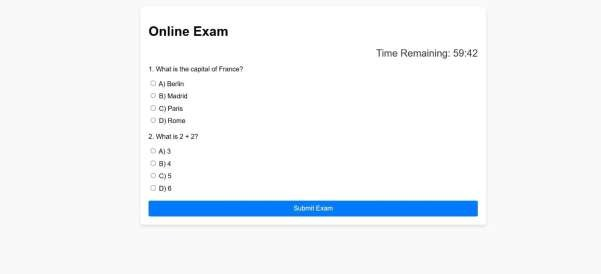 Online Exam
Time Remaining: 59:42
1. What is the capital of France?
A) Berlin
B) Madrid
C) Paris
D) Rome
2. What is 2 + 2?
A) 3
B) 4
C) 5
D) 6
Submit Exam